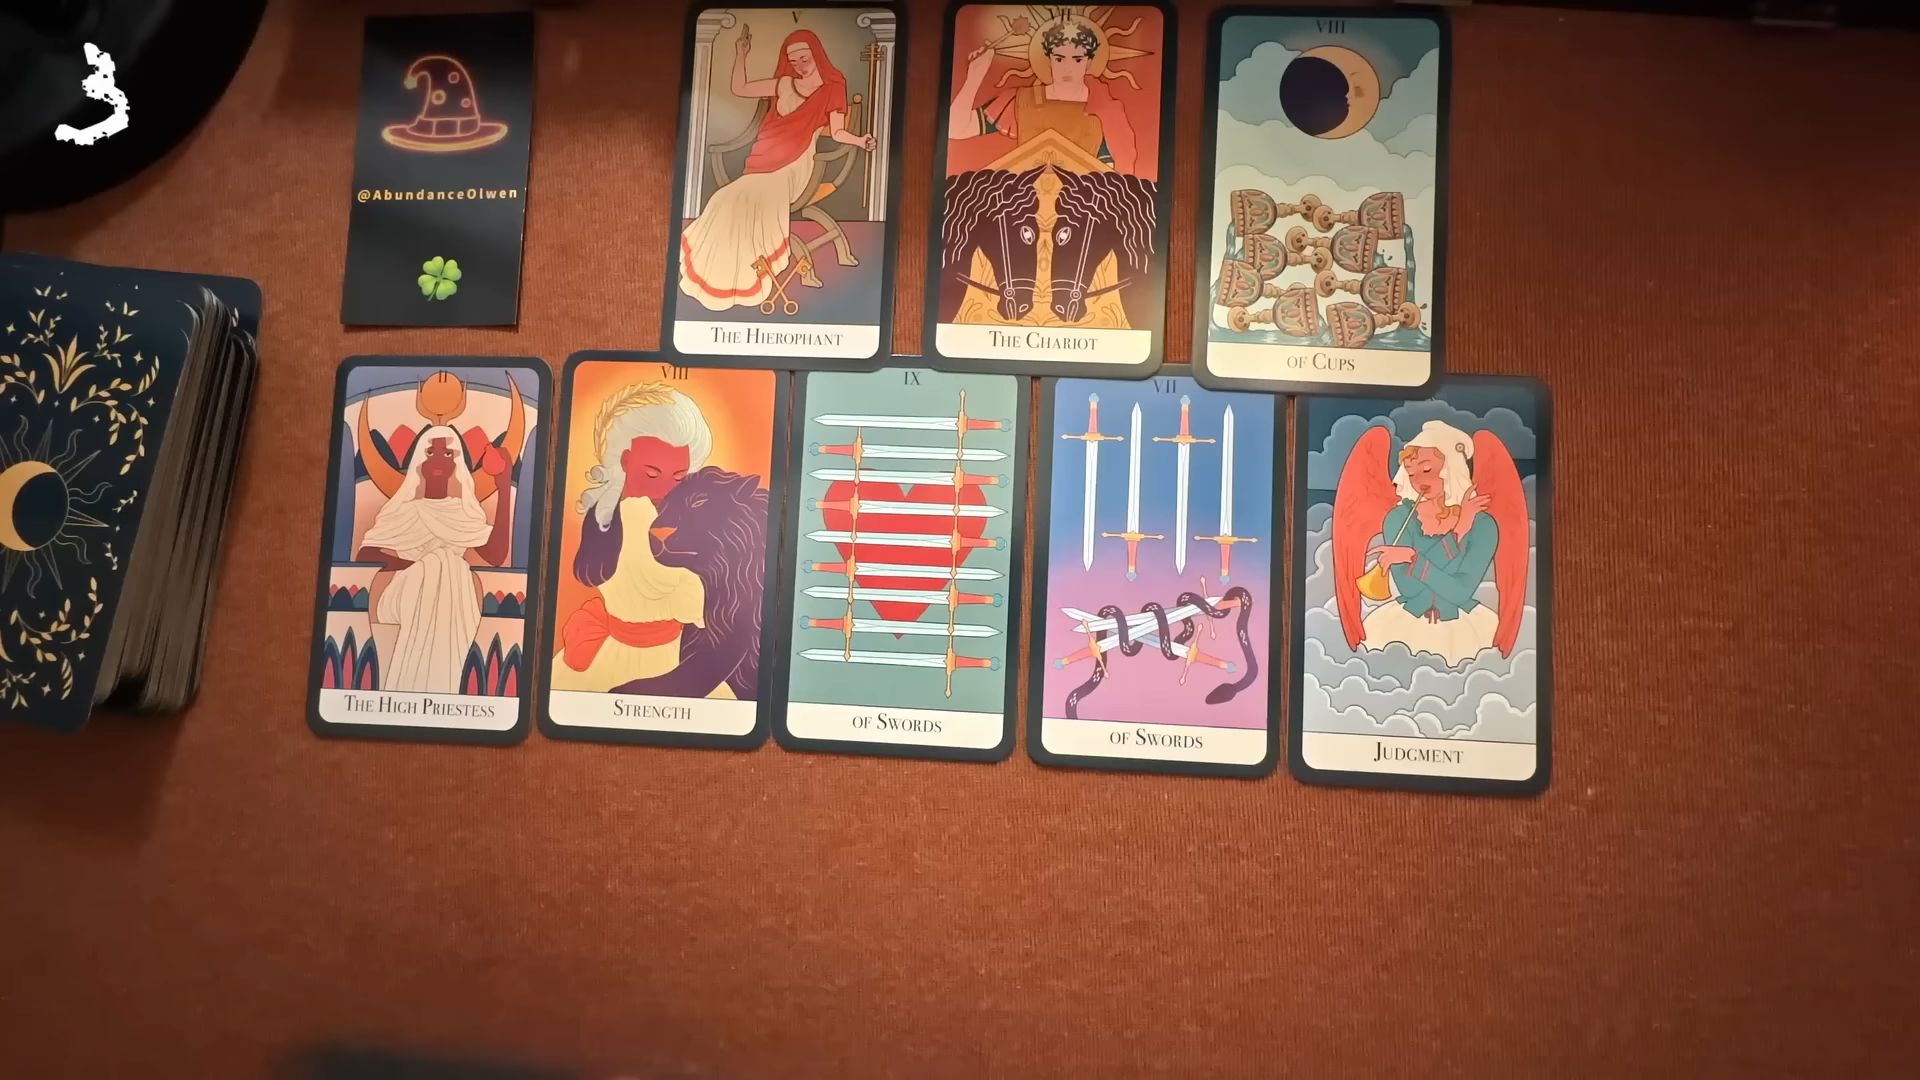 3
@AbundanceOlwen
V
THE HIEROPHANT
VII
THE CHARIOT
VIII
OF CUPS
II
THE HIGH PRIESTESS
VIII
STRENGTH
IX
OF SWORDS
VII
OF SWORDS
JUDGMENT